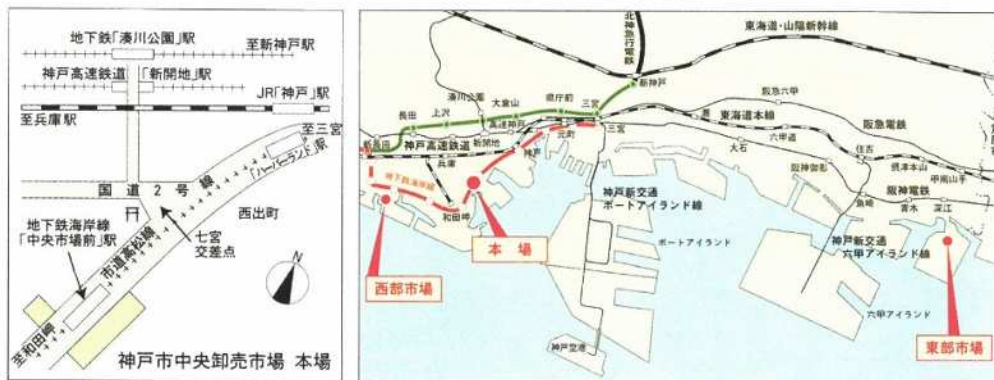 地下鉄「湊川公園」駅
至新神戸駅
神戸高速鉄道
「新開地」駅
JR「神戸」駅
至兵庫駅
至三宮
「ハーバーランド」駅
国道2号線
地下鉄海岸線
「中央市場前」駅
市道高松線
七宮
交差点
西出町
N
至和田岬
神戸市中央卸売市場 本場
北神急行電鉄
東海道・山陽新幹線
新神戸
湊川公園
大倉山
県庁前
三宮
長田
上沢
高速神戸
元町
三宮
灘
東海道本線
阪急六甲
阪急電鉄
新長田
神戸高速鉄道
新開地
神戸
兵庫
六甲道
大石
住吉
摂津本山
甲南山手
阪神御影
阪神電鉄
魚崎
青木
深江
地下鉄海岸線
和田岬
神戸新交通
ポートアイランド線
本場
西部市場
ポートアイランド
神戸新交通
六甲アイランド線
六甲アイランド
東部市場
神戸空港